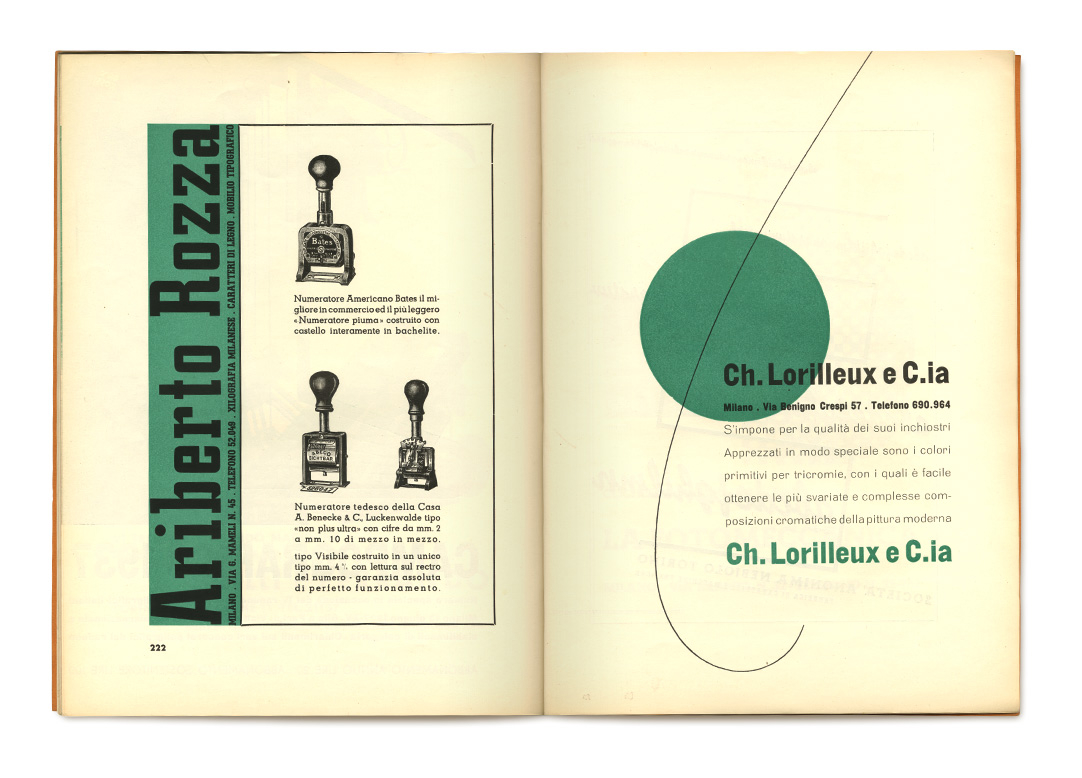 Ariberto Rozza
MILANO . VIA G. MAMELI N. 45 . TELEFONO 52.049 . XILOGRAFIA MILANESE . CARATTERI DI LEGNO . MOBILIO TIPOGRAFICO
Bates
Numeratore Americano Bates il mi-
gliore in commercio ed il più leggero
«Numeratore piuma» costruito con
castello interamente in bachelite.
ABECO
SICHTBAR
Numeratore tedesco della Casa
A. Benecke & C., Luckenwalde tipo
«non plus ultra» con cifre da mm. 2
a mm. 10 di mezzo in mezzo.
tipo Visibile costruito in un unico
tipo mm. 4 ½ con lettura sul rectro
del numero - garanzia assoluta
di perfetto funzionamento.
222
Ch. Lorilleux e C.ia
Milano . Via Benigno Crespi 57 . Telefono 690.964
S'impone per la qualità dei suoi inchiostri
Apprezzati in modo speciale sono i colori
primitivi per tricromie, con i quali è facile
ottenere le più svariate e complesse com-
posizioni cromatiche della pittura moderna
Ch. Lorilleux e C.ia